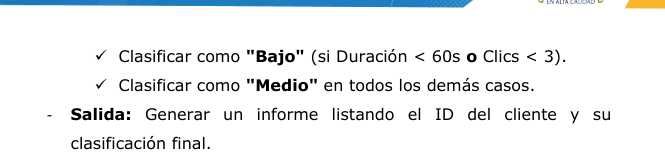 EN ALTA CALIDAD
✓ Clasificar como "Bajo" (si Duración < 60s o Clics < 3).
✓ Clasificar como "Medio" en todos los demás casos.
- Salida: Generar un informe listando el ID del cliente y su
clasificación final.